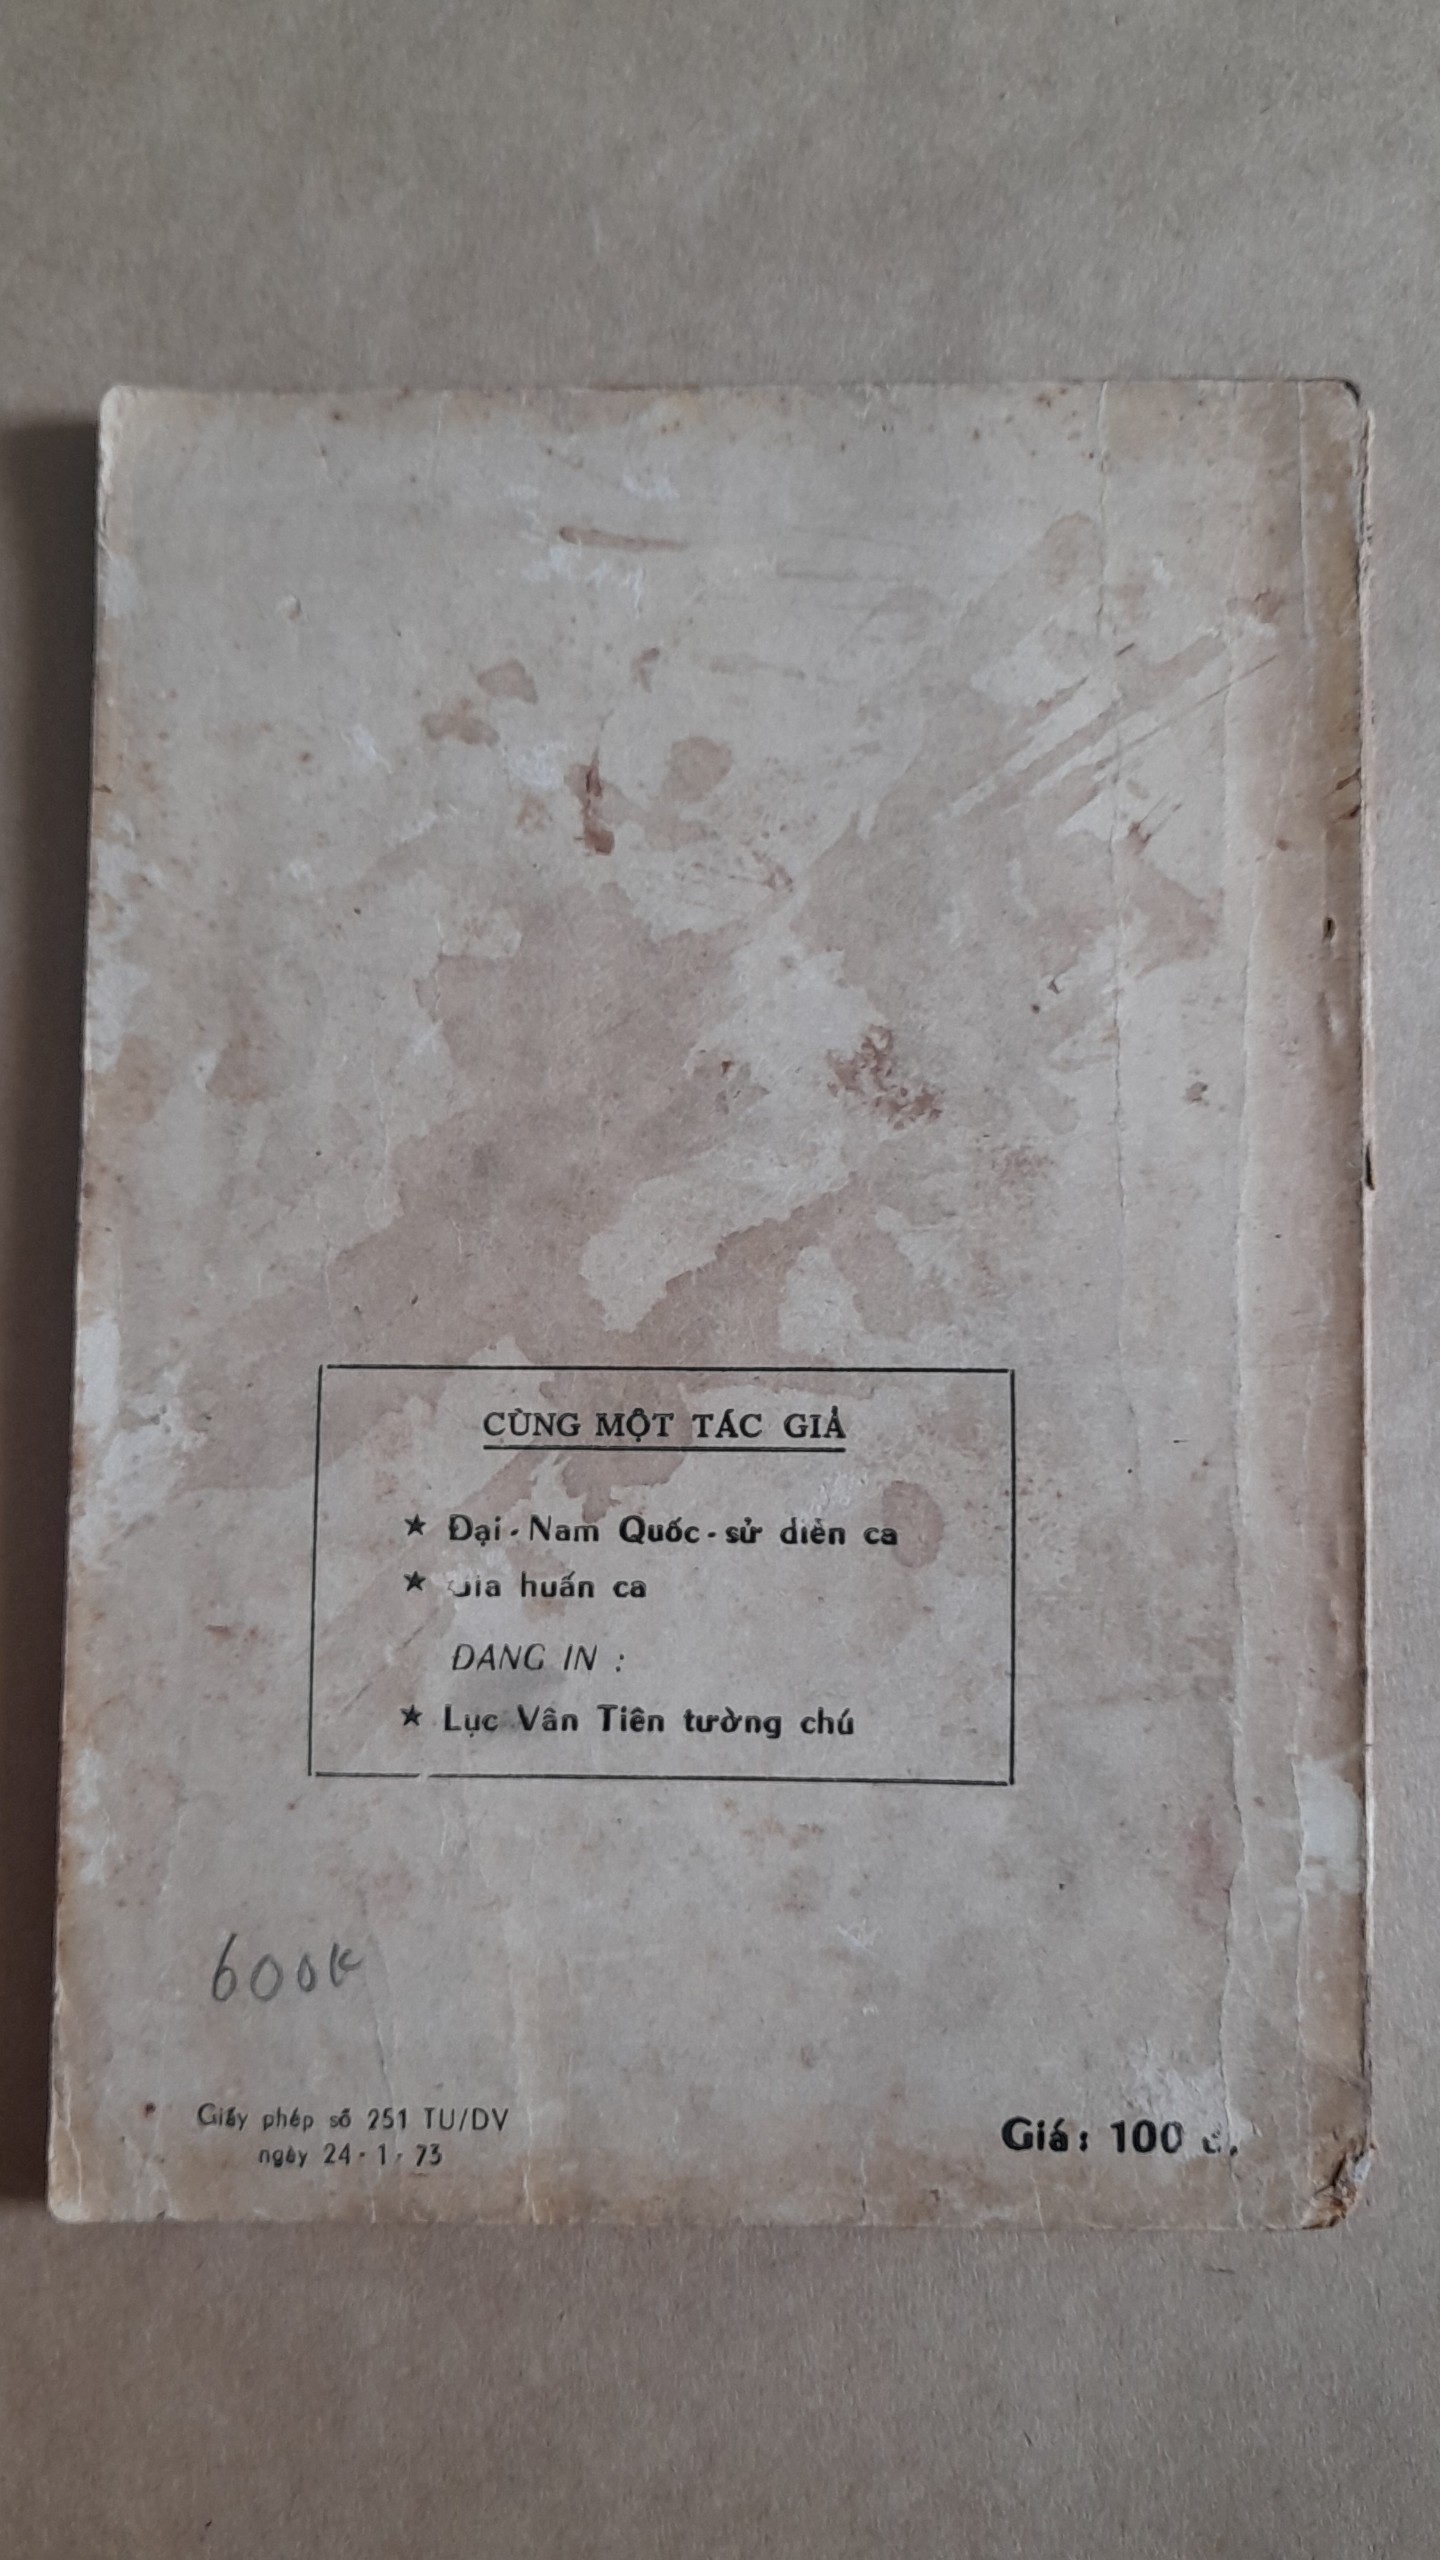 CÙNG MỘT TÁC GIẢ
★ Đại - Nam Quốc - sử diễn ca
★ Gia huấn ca
ĐANG IN :
★ Lục Vân Tiên tường chú
600k
Giấy phép số 251 TU/DV
ngày 24 - 1 - 73
Giá : 100 đ.